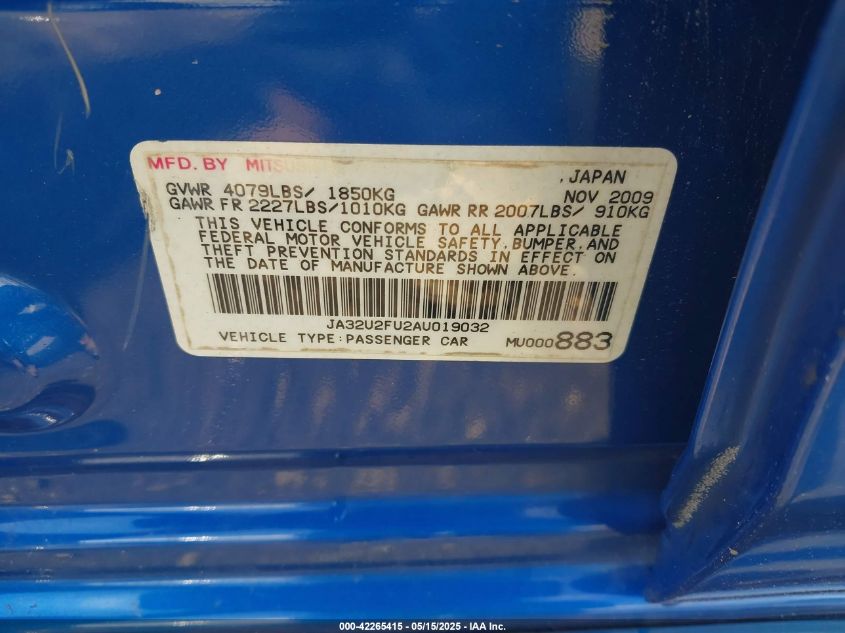 MFD. BY MITSU
, JAPAN
GVWR 4079LBS/ 1850KG NOV 2009
GAWR FR 2227LBS/1010KG GAWR RR 2007LBS/ 910KG
THIS VEHICLE CONFORMS TO ALL APPLICABLE
FEDERAL MOTOR VEHICLE SAFETY, BUMPER, AND
THEFT PREVENTION STANDARDS IN EFFECT ON
THE DATE OF MANUFACTURE SHOWN ABOVE.
JA32U2FU2AU019032
VEHICLE TYPE: PASSENGER CAR MU000883
000-42265415 - 05/15/2025 - IAA Inc.